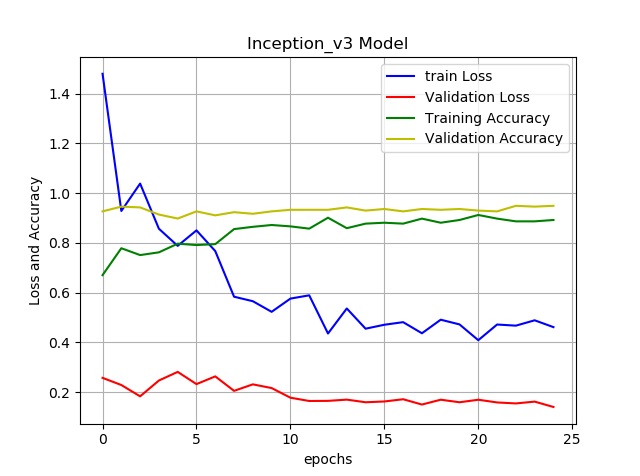 Inception_v3 Model
train Loss
Validation Loss
Training Accuracy
Validation Accuracy
Loss and Accuracy
1.4
1.2
1.0
0.8
0.6
0.4
0.2
0 5 10 15 20 25
epochs